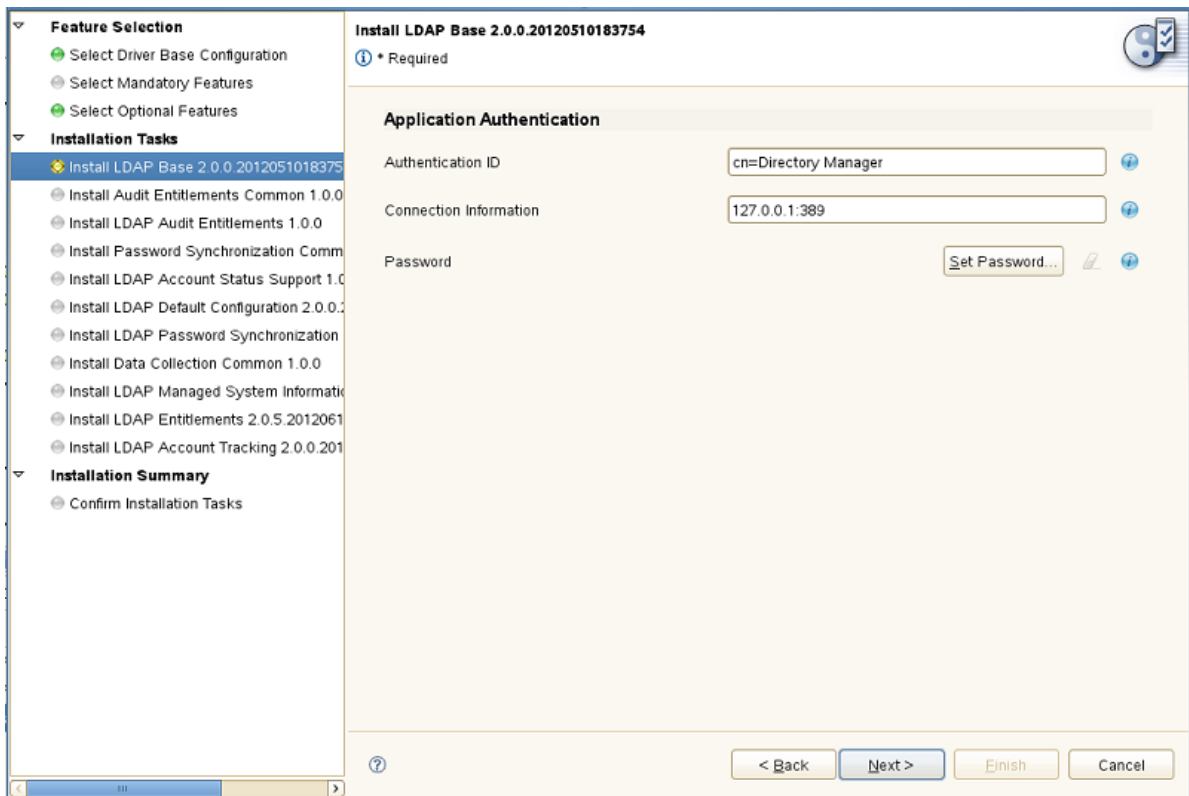 Feature Selection
Select Driver Base Configuration
Select Mandatory Features
Select Optional Features
Installation Tasks
Install LDAP Base 2.0.0.2012051018375
Install Audit Entitlements Common 1.0.0
Install LDAP Audit Entitlements 1.0.0
Install Password Synchronization Comm
Install LDAP Account Status Support 1.0
Install LDAP Default Configuration 2.0.0.2
Install LDAP Password Synchronization
Install Data Collection Common 1.0.0
Install LDAP Managed System Informatio
Install LDAP Entitlements 2.0.5.2012061
Install LDAP Account Tracking 2.0.0.201
Installation Summary
Confirm Installation Tasks
Install LDAP Base 2.0.0.20120510183754
* Required
Application Authentication
Authentication ID
cn=Directory Manager
Connection Information
127.0.0.1:389
Password
Set Password...
< Back
Next >
Finish
Cancel